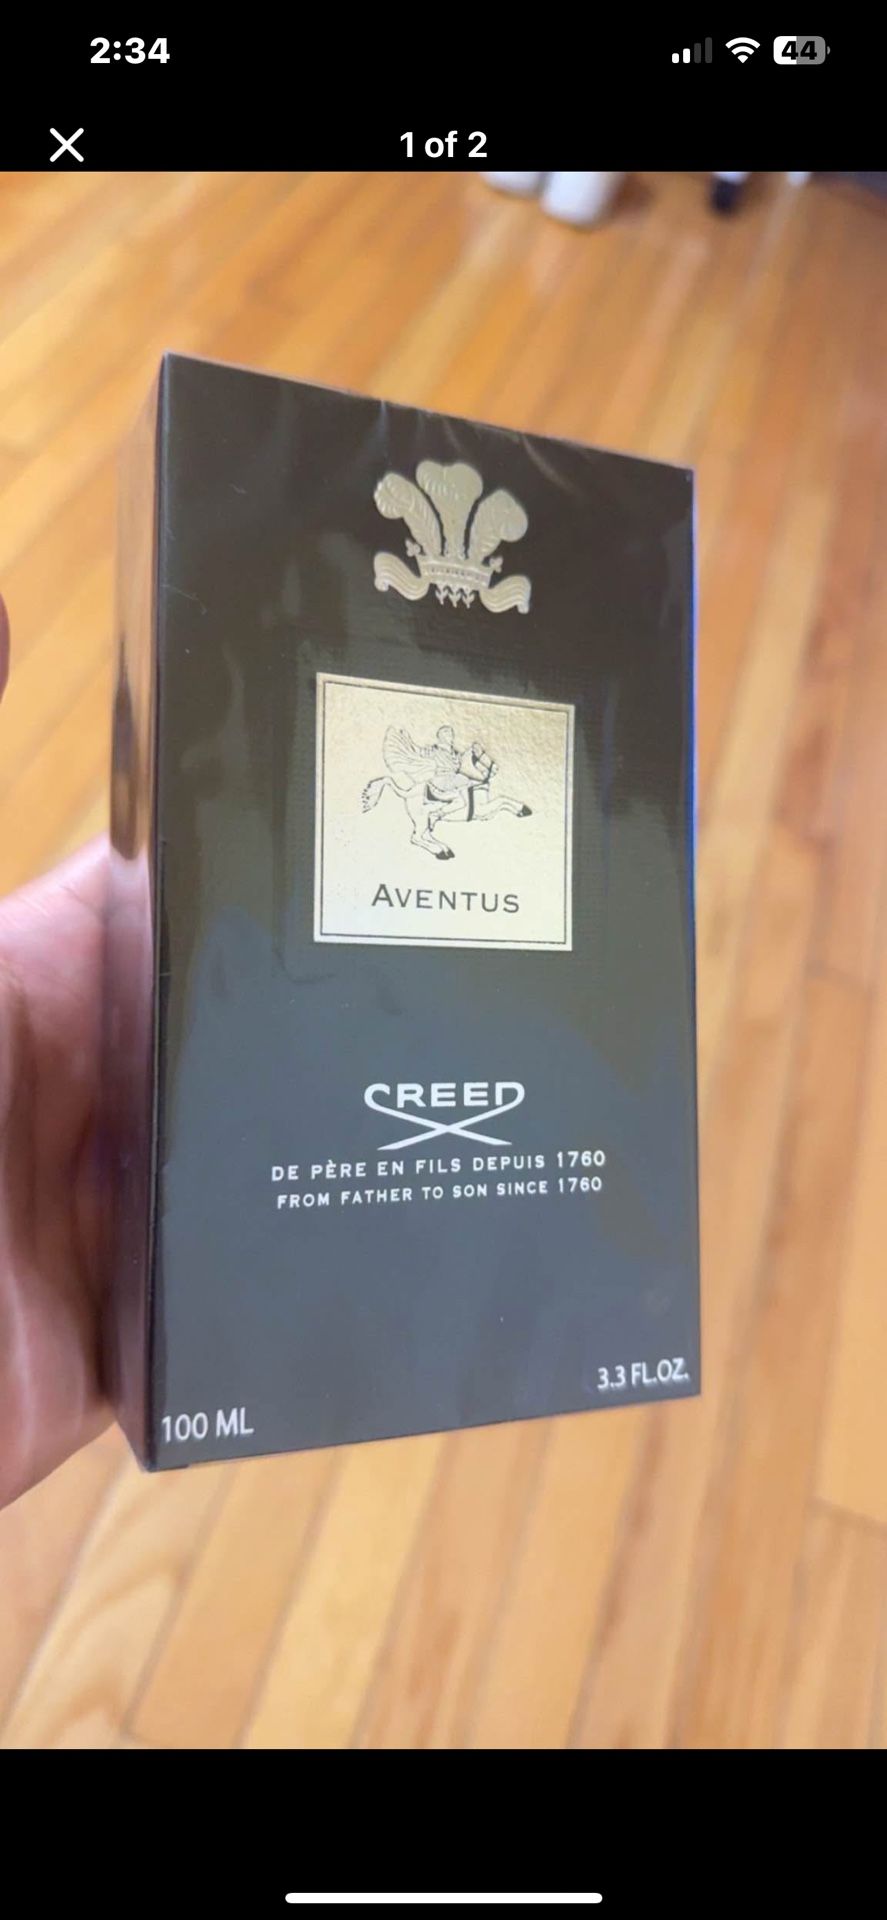 2:34
44
1 of 2
AVENTUS
CREED
DE PÈRE EN FILS DEPUIS 1760
FROM FATHER TO SON SINCE 1760
3.3 FL.OZ.
100 ML